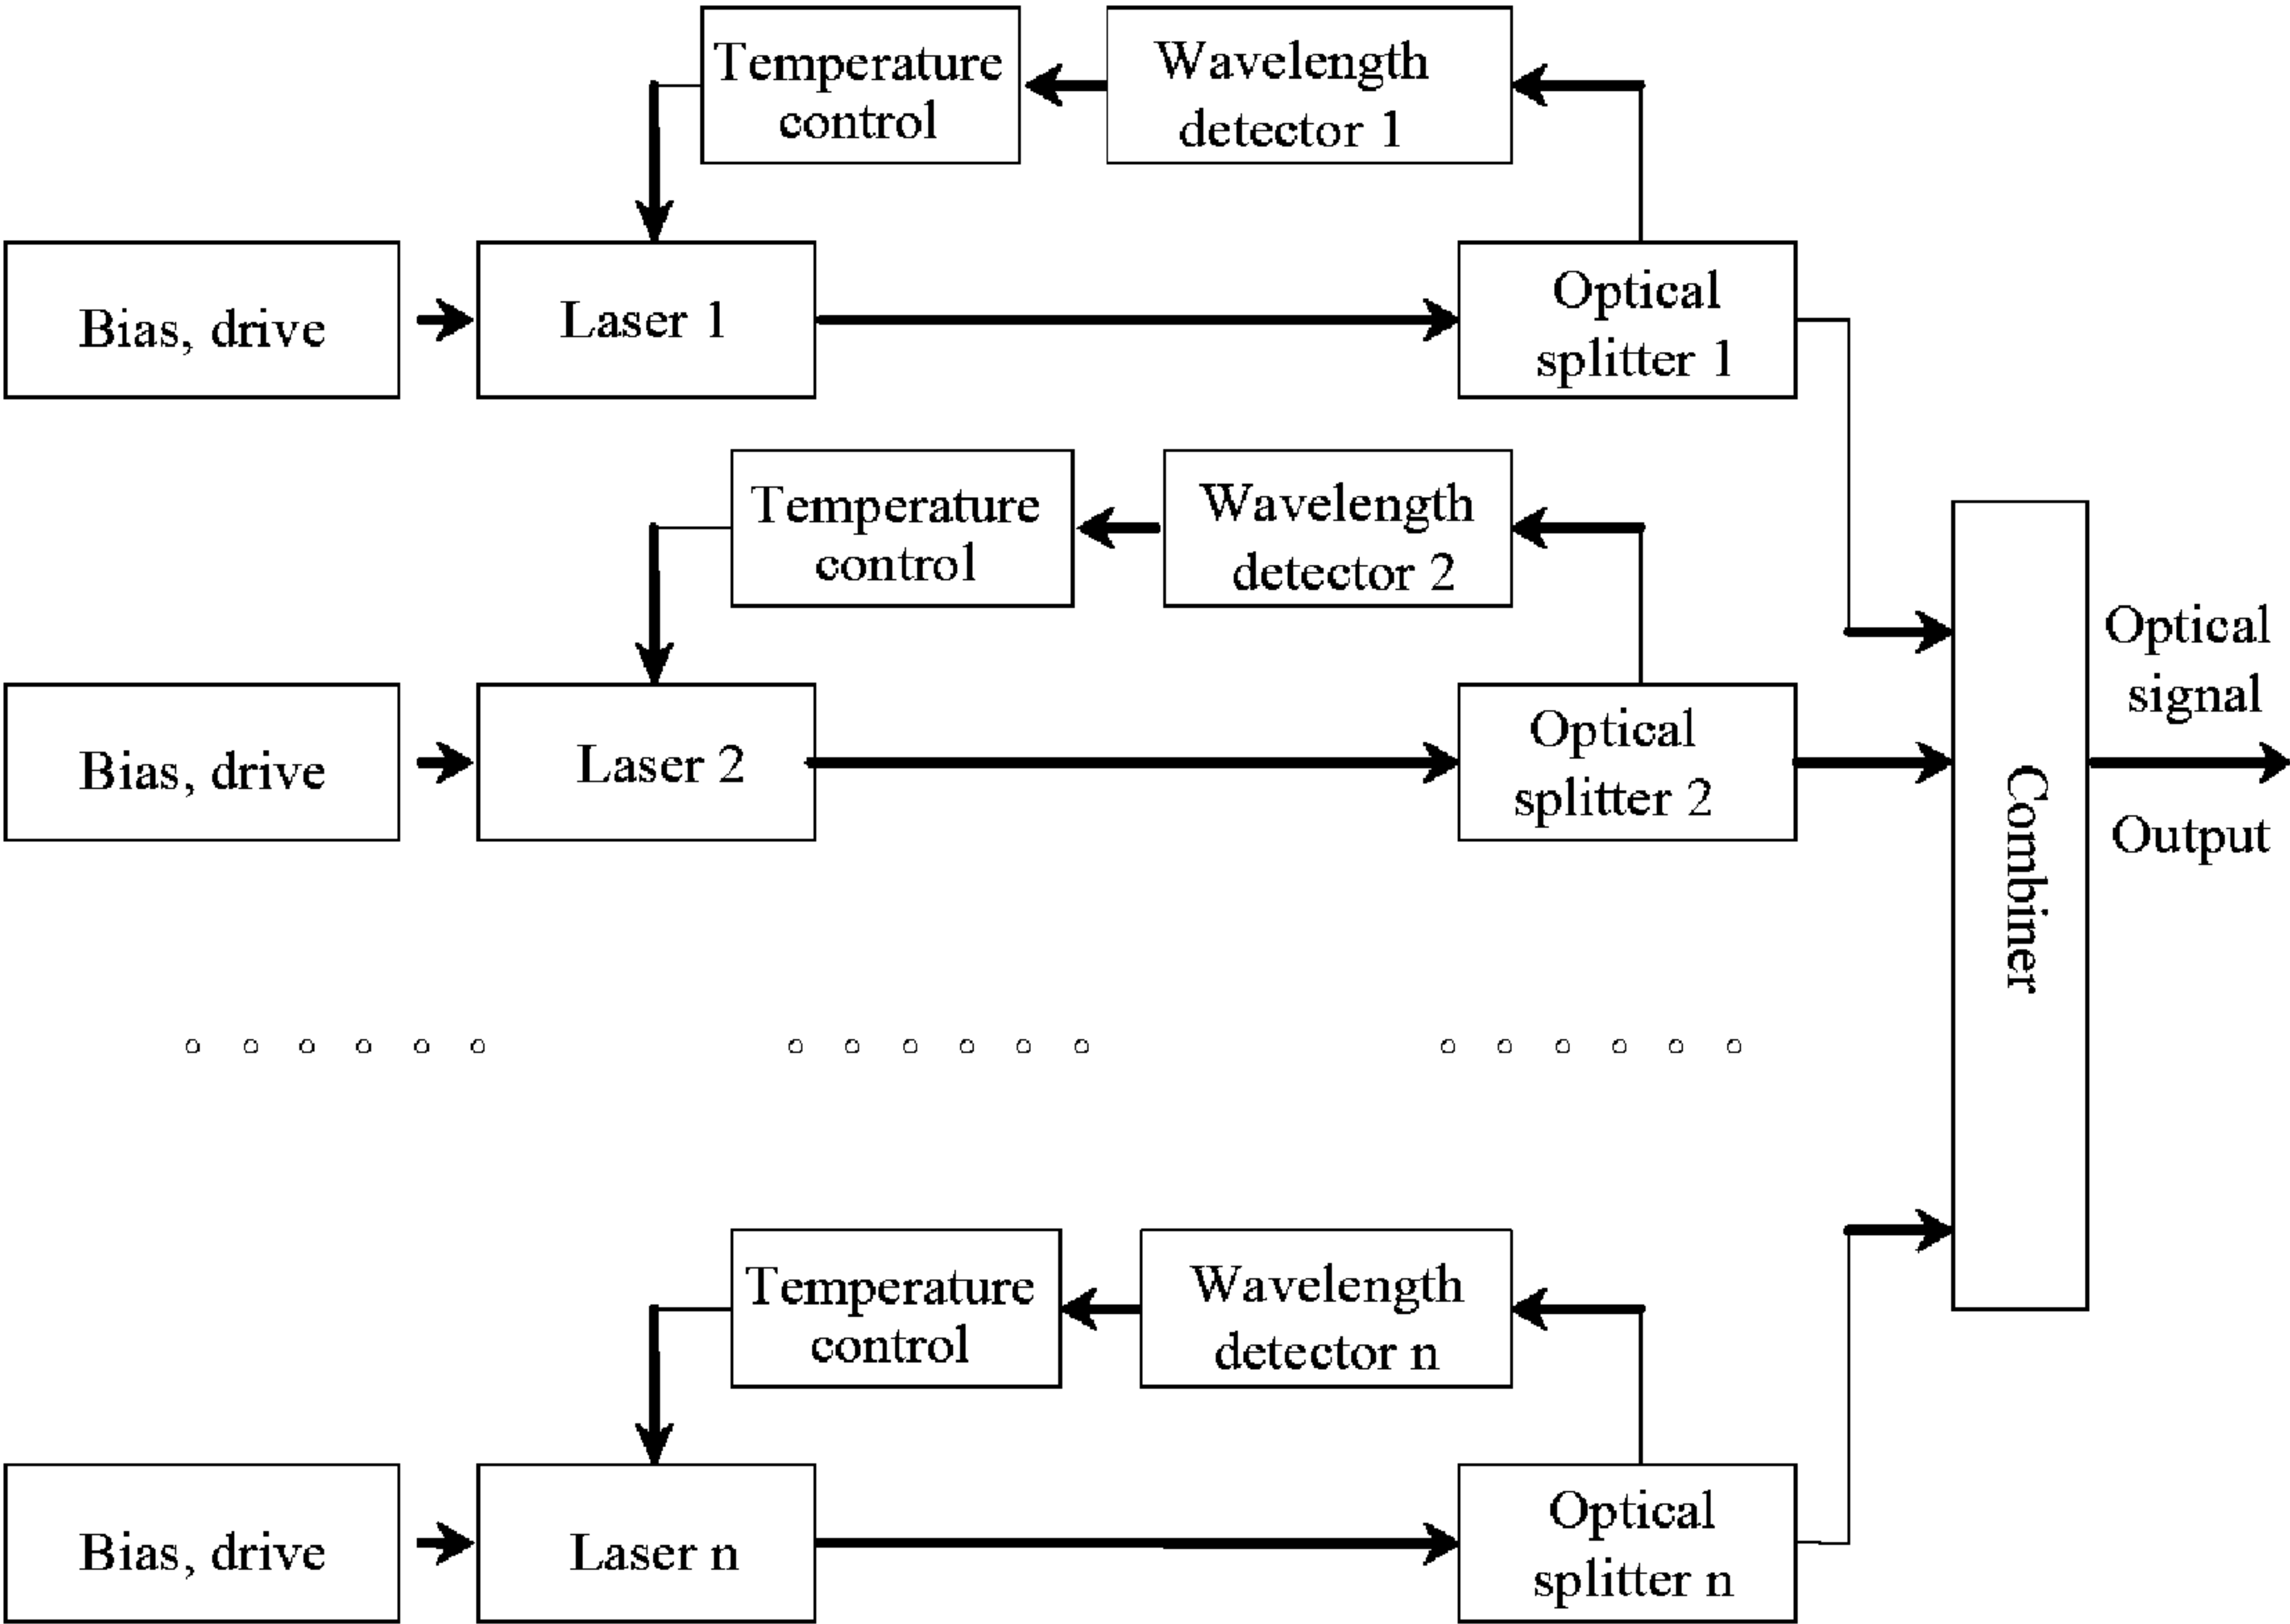 Temperature
control
Wavelength
detector 1
Bias, drive
Laser 1
Optical
splitter 1
Temperature
control
Wavelength
detector 2
Bias, drive
Laser 2
Optical
splitter 2
Combiner
Optical
signal
Output
Temperature
control
Wavelength
detector n
Bias, drive
Laser n
Optical
splitter n